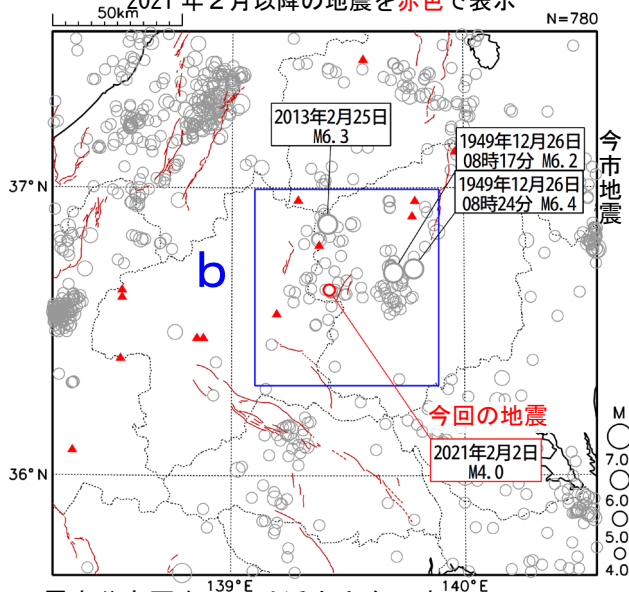 2021年2月以降の地震を赤色で表示
50km
N=780
2013年2月25日
M6.3
1949年12月26日
08時17分 M6.2
1949年12月26日
08時24分 M6.4
今市地震
37°N
b
今回の地震
2021年2月2日
M4.0
36°N
M
7.0
6.0
5.0
4.0
139°E
140°E